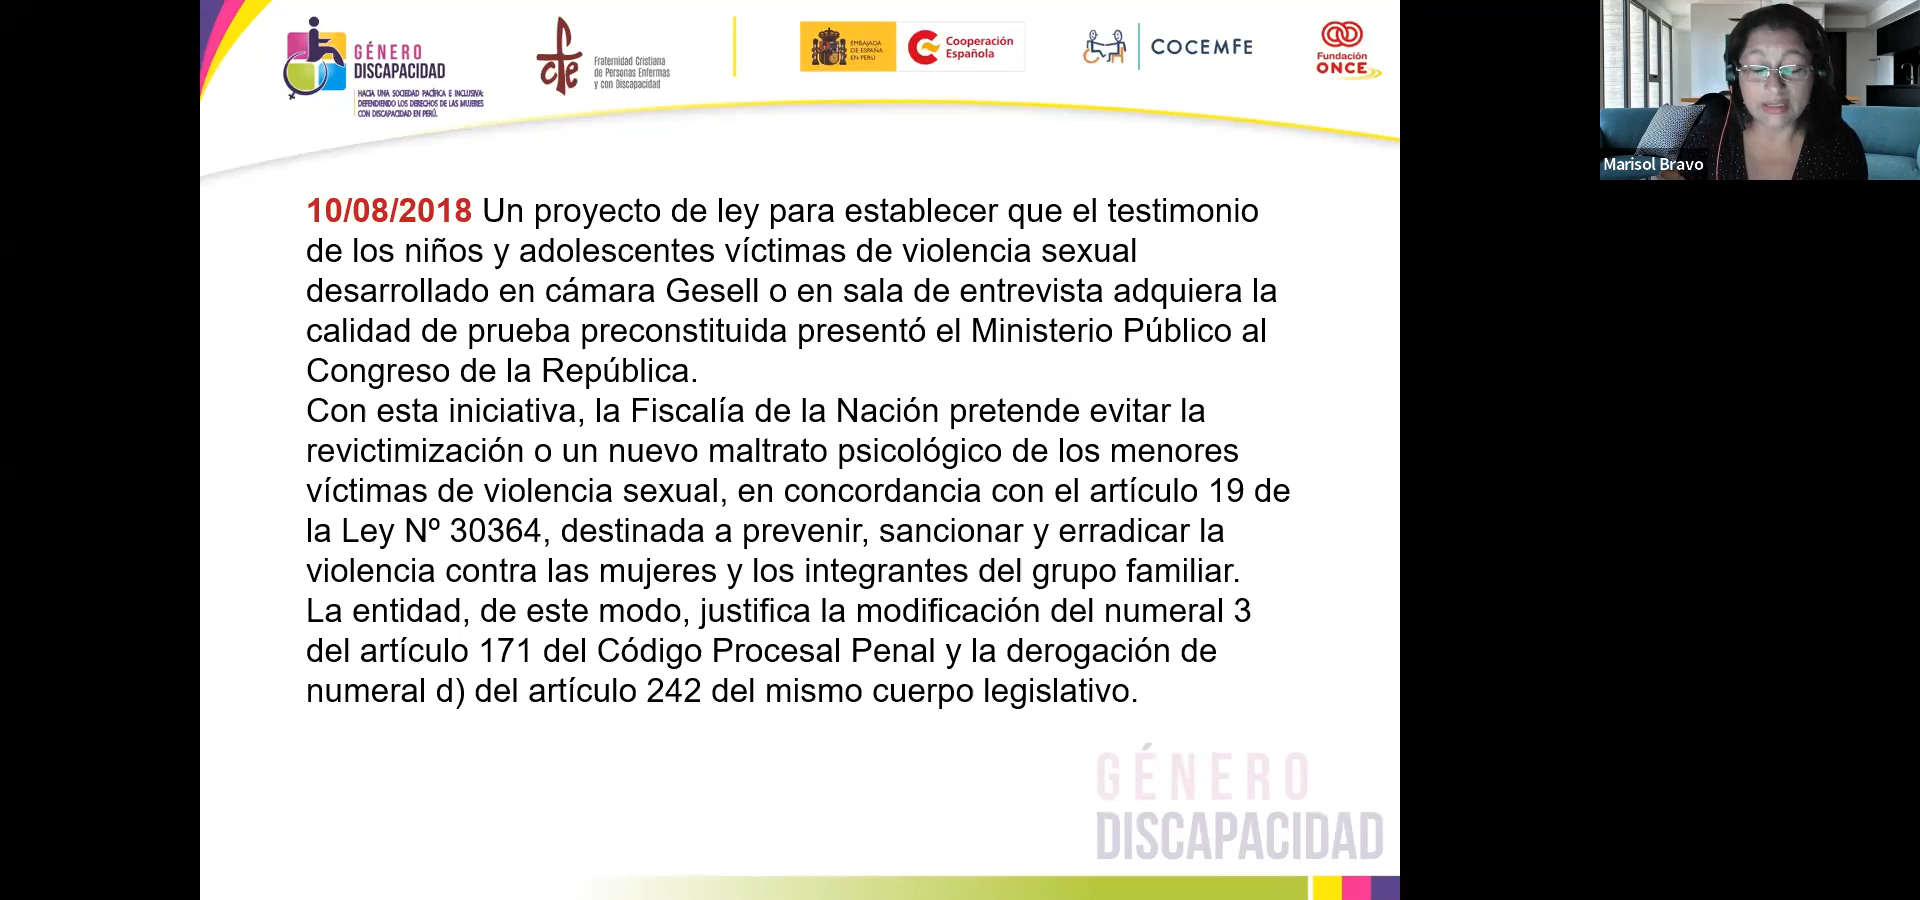 GÉNERO
DISCAPACIDAD
HACIA UNA SOCIEDAD PACÍFICA E INCLUSIVA:
DEFENDIENDO LOS DERECHOS DE LAS MUJERES
CON DISCAPACIDAD EN PERÚ.
cfe
Fraternidad Cristiana
de Personas Enfermas
y con Discapacidad
EMBAJADA
DE ESPAÑA
EN PERU
Cooperación
Española
COCEMFE
Fundación
ONCE
Marisol Bravo
10/08/2018 Un proyecto de ley para establecer que el testimonio
de los niños y adolescentes víctimas de violencia sexual
desarrollado en cámara Gesell o en sala de entrevista adquiera la
calidad de prueba preconstituida presentó el Ministerio Público al
Congreso de la República.
Con esta iniciativa, la Fiscalía de la Nación pretende evitar la
revictimización o un nuevo maltrato psicológico de los menores
víctimas de violencia sexual, en concordancia con el artículo 19 de
la Ley Nº 30364, destinada a prevenir, sancionar y erradicar la
violencia contra las mujeres y los integrantes del grupo familiar.
La entidad, de este modo, justifica la modificación del numeral 3
del artículo 171 del Código Procesal Penal y la derogación de
numeral d) del artículo 242 del mismo cuerpo legislativo.
GÉNERO
DISCAPACIDAD